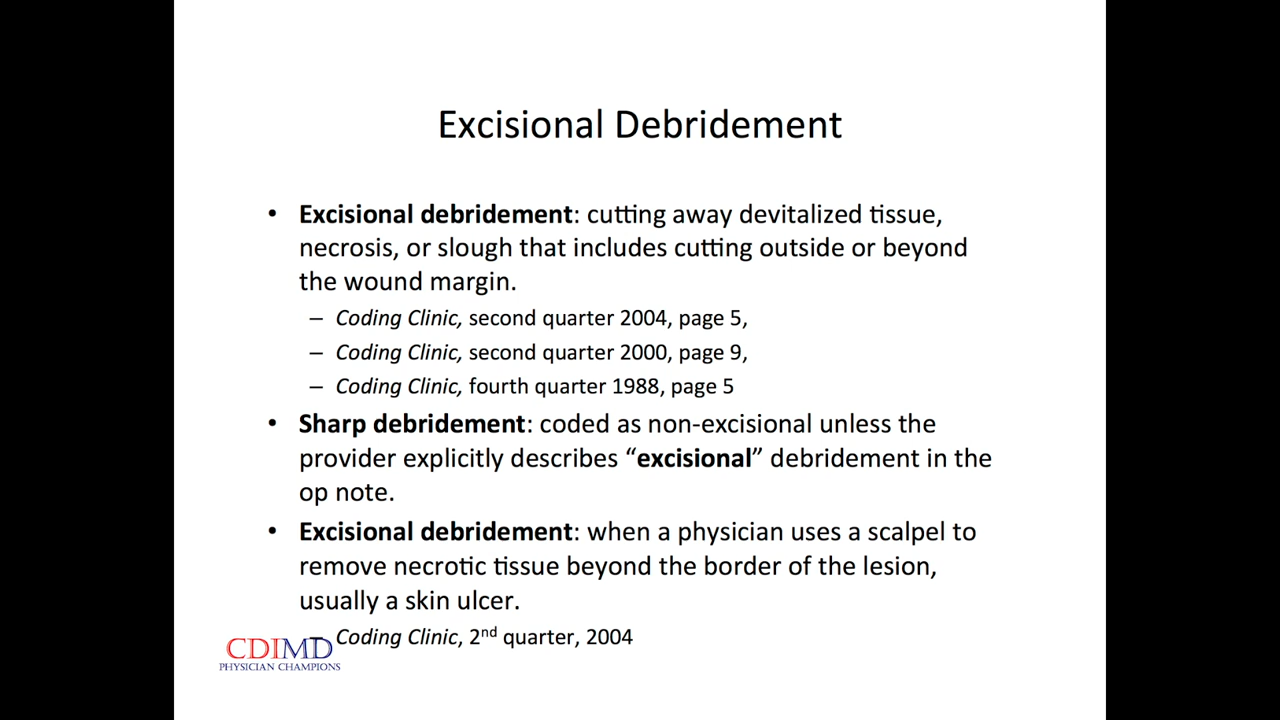 Excisional Debridement
• Excisional debridement: cutting away devitalized tissue,
necrosis, or slough that includes cutting outside or beyond
the wound margin.
– Coding Clinic, second quarter 2004, page 5,
– Coding Clinic, second quarter 2000, page 9,
– Coding Clinic, fourth quarter 1988, page 5
• Sharp debridement: coded as non-excisional unless the
provider explicitly describes “excisional” debridement in the
op note.
• Excisional debridement: when a physician uses a scalpel to
remove necrotic tissue beyond the border of the lesion,
usually a skin ulcer.
– Coding Clinic, 2nd quarter, 2004
CDIMD
PHYSICIAN CHAMPIONS